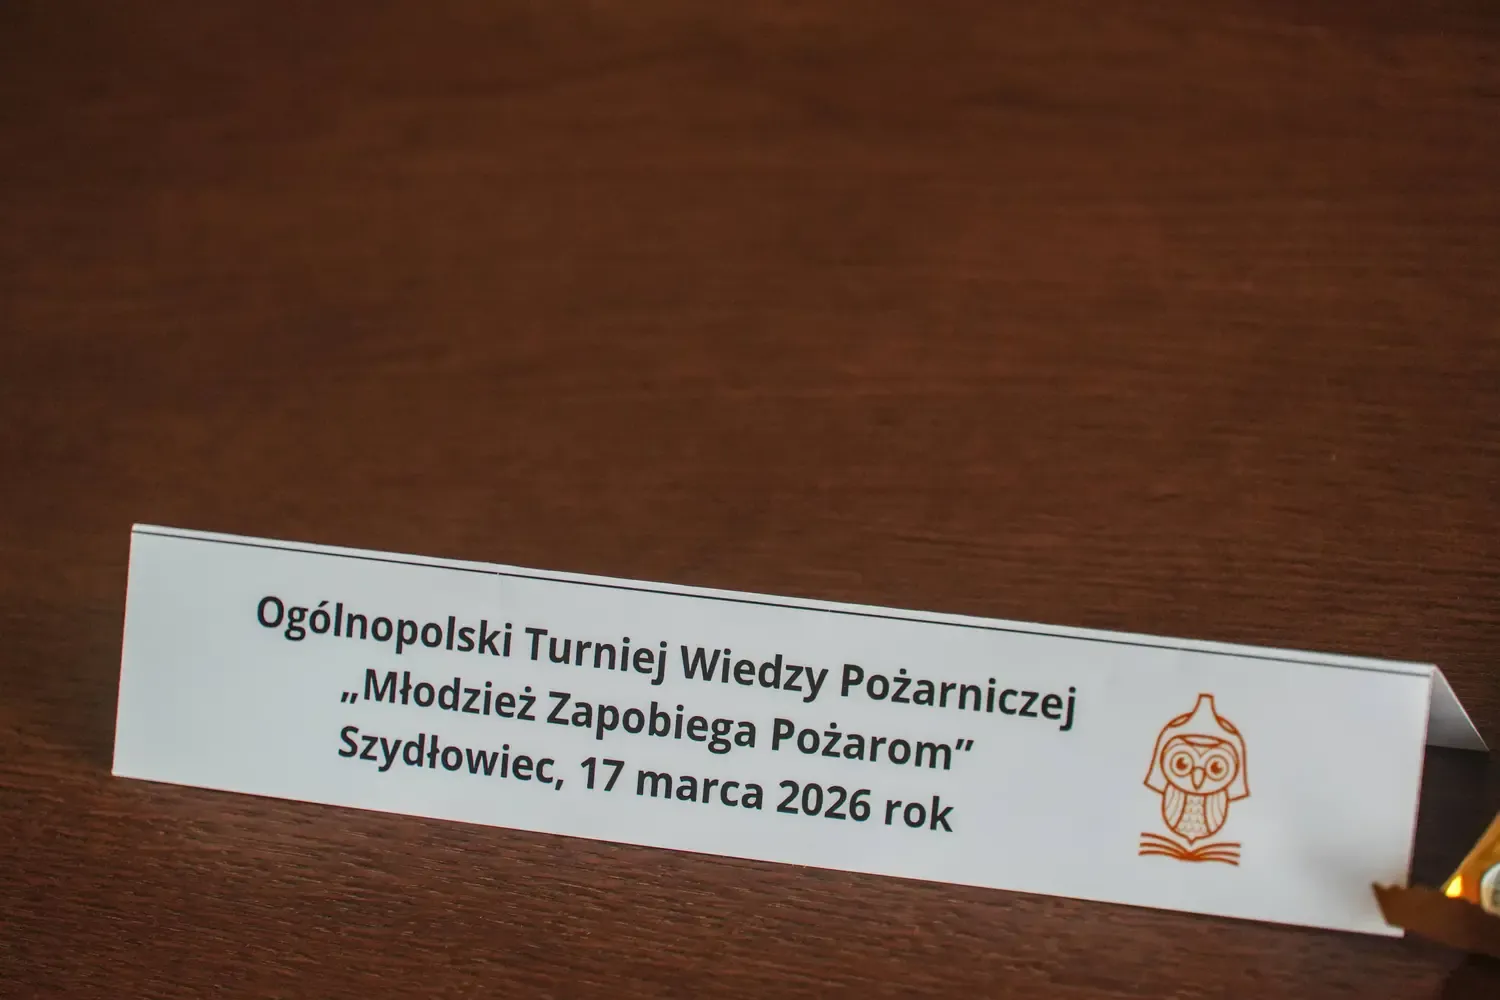 Ogólnopolski Turniej Wiedzy Pożarniczej
„Młodzież Zapobiega Pożarom”
Szydłowiec, 17 marca 2026 rok